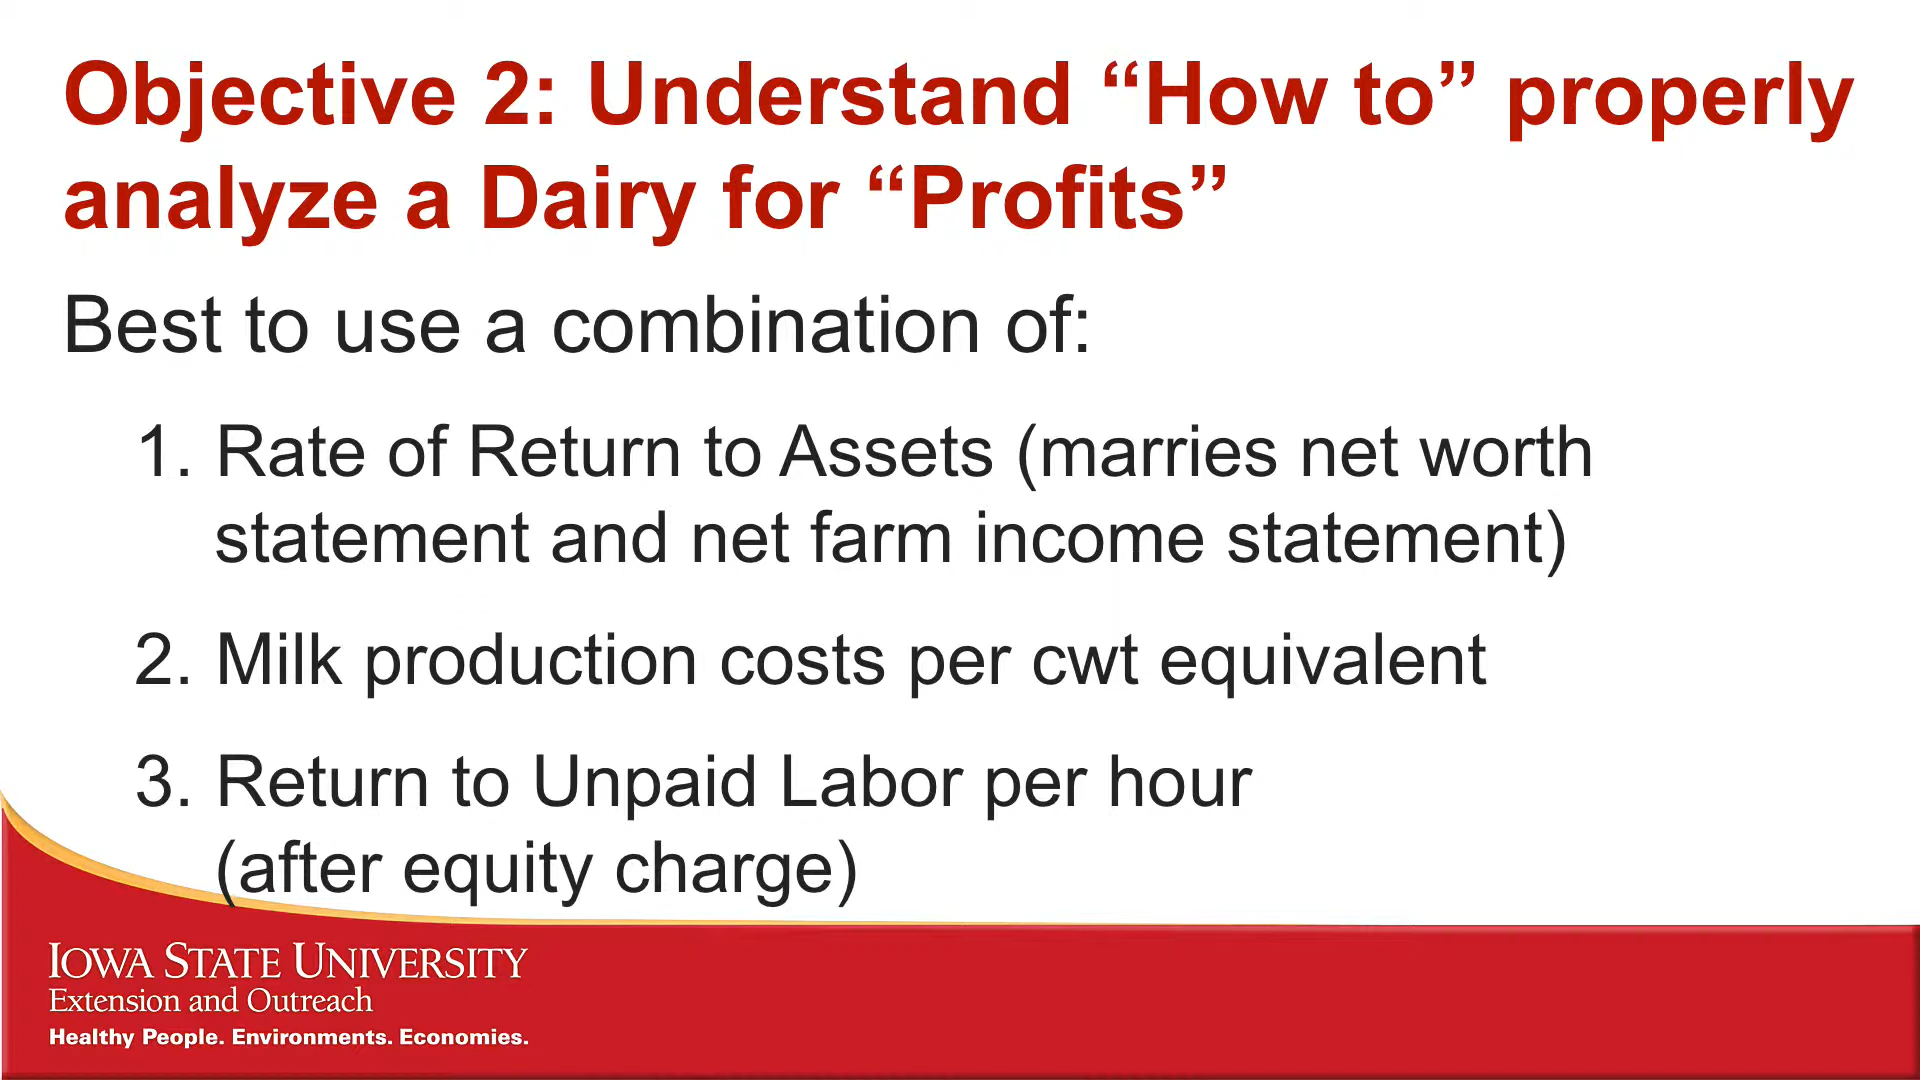 Objective 2: Understand “How to” properly
analyze a Dairy for “Profits”
Best to use a combination of:
1. Rate of Return to Assets (marries net worth
statement and net farm income statement)
2. Milk production costs per cwt equivalent
3. Return to Unpaid Labor per hour
(after equity charge)
IOWA STATE UNIVERSITY
Extension and Outreach
Healthy People. Environments. Economies.